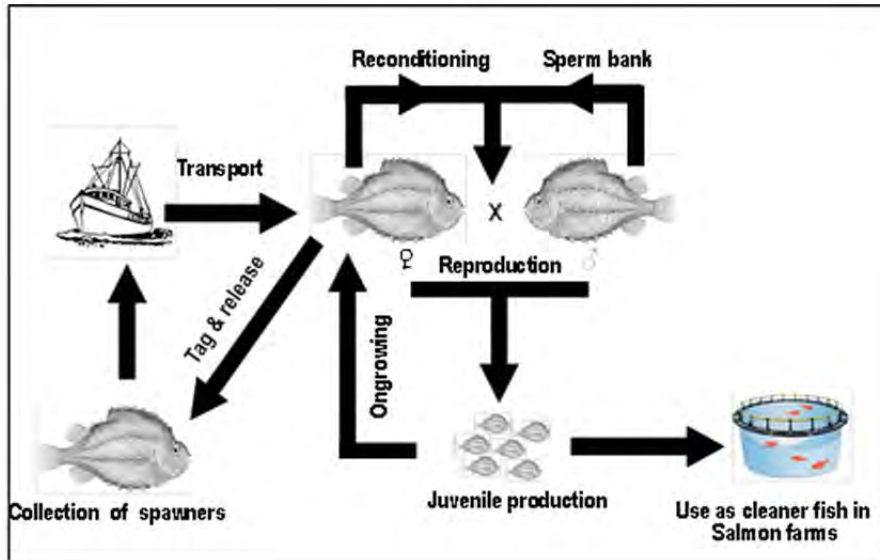 Reconditioning
Sperm bank
Transport
X
♀
♂
Reproduction
Tag & release
Ongrowing
Juvenile production
Collection of spawners
Use as cleaner fish in
Salmon farms